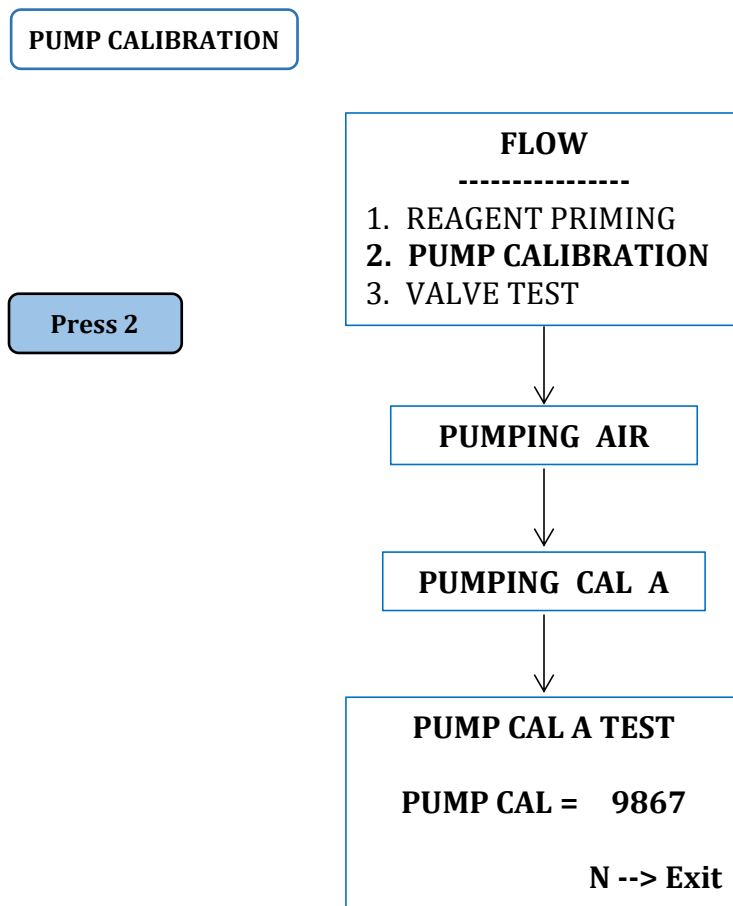 PUMP CALIBRATION
FLOW
----------------
1. REAGENT PRIMING
2. PUMP CALIBRATION
3. VALVE TEST
Press 2
PUMPING AIR
PUMPING CAL A
PUMP CAL A TEST
PUMP CAL = 9867
N --> Exit